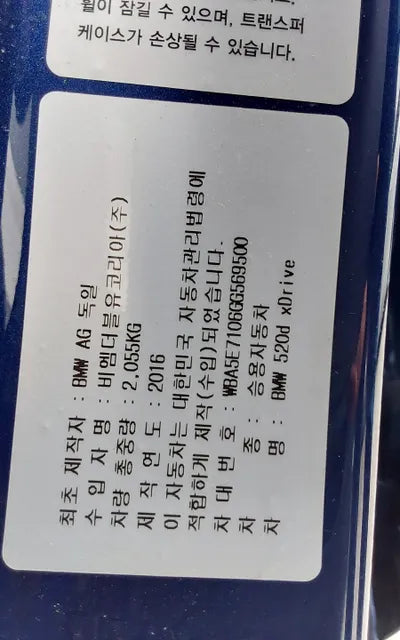 휠이 잠길 수 있으며, 트랜스퍼
케이스가 손상될 수 있습니다.
최초 제작자 : BMW AG 독일
수 입 자 명 : 비엠더블유코리아(주)
차량 총중량 : 2,055KG
제 작 연 도 : 2016
이 자동차는 대한민국 자동차관리법령에
적합하게 제작(수입)되었습니다.
차 대 번 호 : WBA5E7106GG569500
차 종 : 승용자동차
차 명 : BMW 520d xDrive